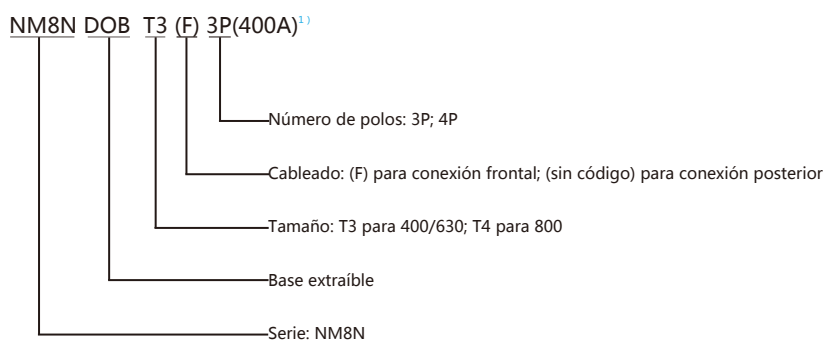 NM8N DOB T3 (F) 3P(400A)1)
Número de polos: 3P; 4P
Cableado: (F) para conexión frontal; (sin código) para conexión posterior
Tamaño: T3 para 400/630; T4 para 800
Base extraíble
Serie: NM8N